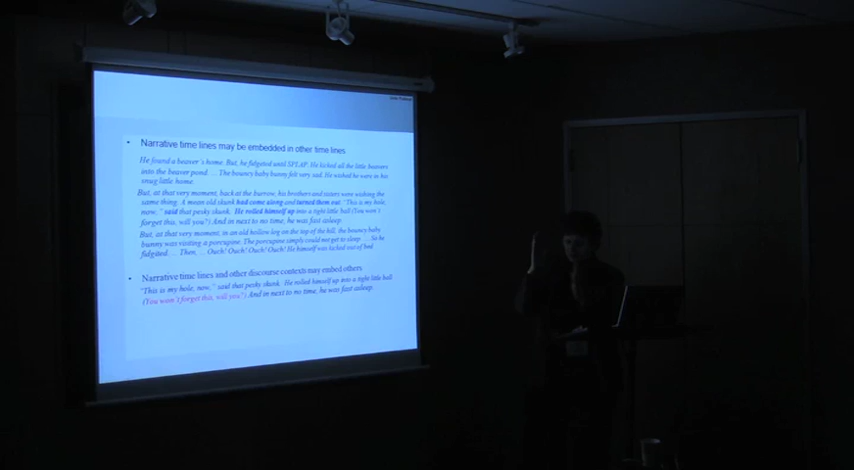 • Narrative time lines may be embedded in other time lines
He found a beaver's home. But, he fidgeted until SPLAP. He kicked all the little beavers
into the beaver pond. ... The bouncy baby bunny felt very sad. He wished he were in his
snug little home.
But, at that very moment, back at the burrow, his brothers and sisters were wishing the
same thing. A mean old skunk had come along and turned them out. "This is my hole,
now," said that pesky skunk. He rolled himself up into a tight little ball (You won't
forget this, will you?) And in next to no time, he was fast asleep.
But, at that very moment, in an old hollow log on the top of the hill, the bouncy baby
bunny was visiting a porcupine. The porcupine simply could not get to sleep. ... So he
fidgeted. ... Then, ... Ouch! Ouch! Ouch! Ouch! He himself was kicked out of bed
• Narrative time lines and other discourse contexts may embed others
"This is my hole, now," said that pesky skunk. He rolled himself up into a tight little ball
(You won't forget this, will you?) And in next to no time, he was fast asleep.